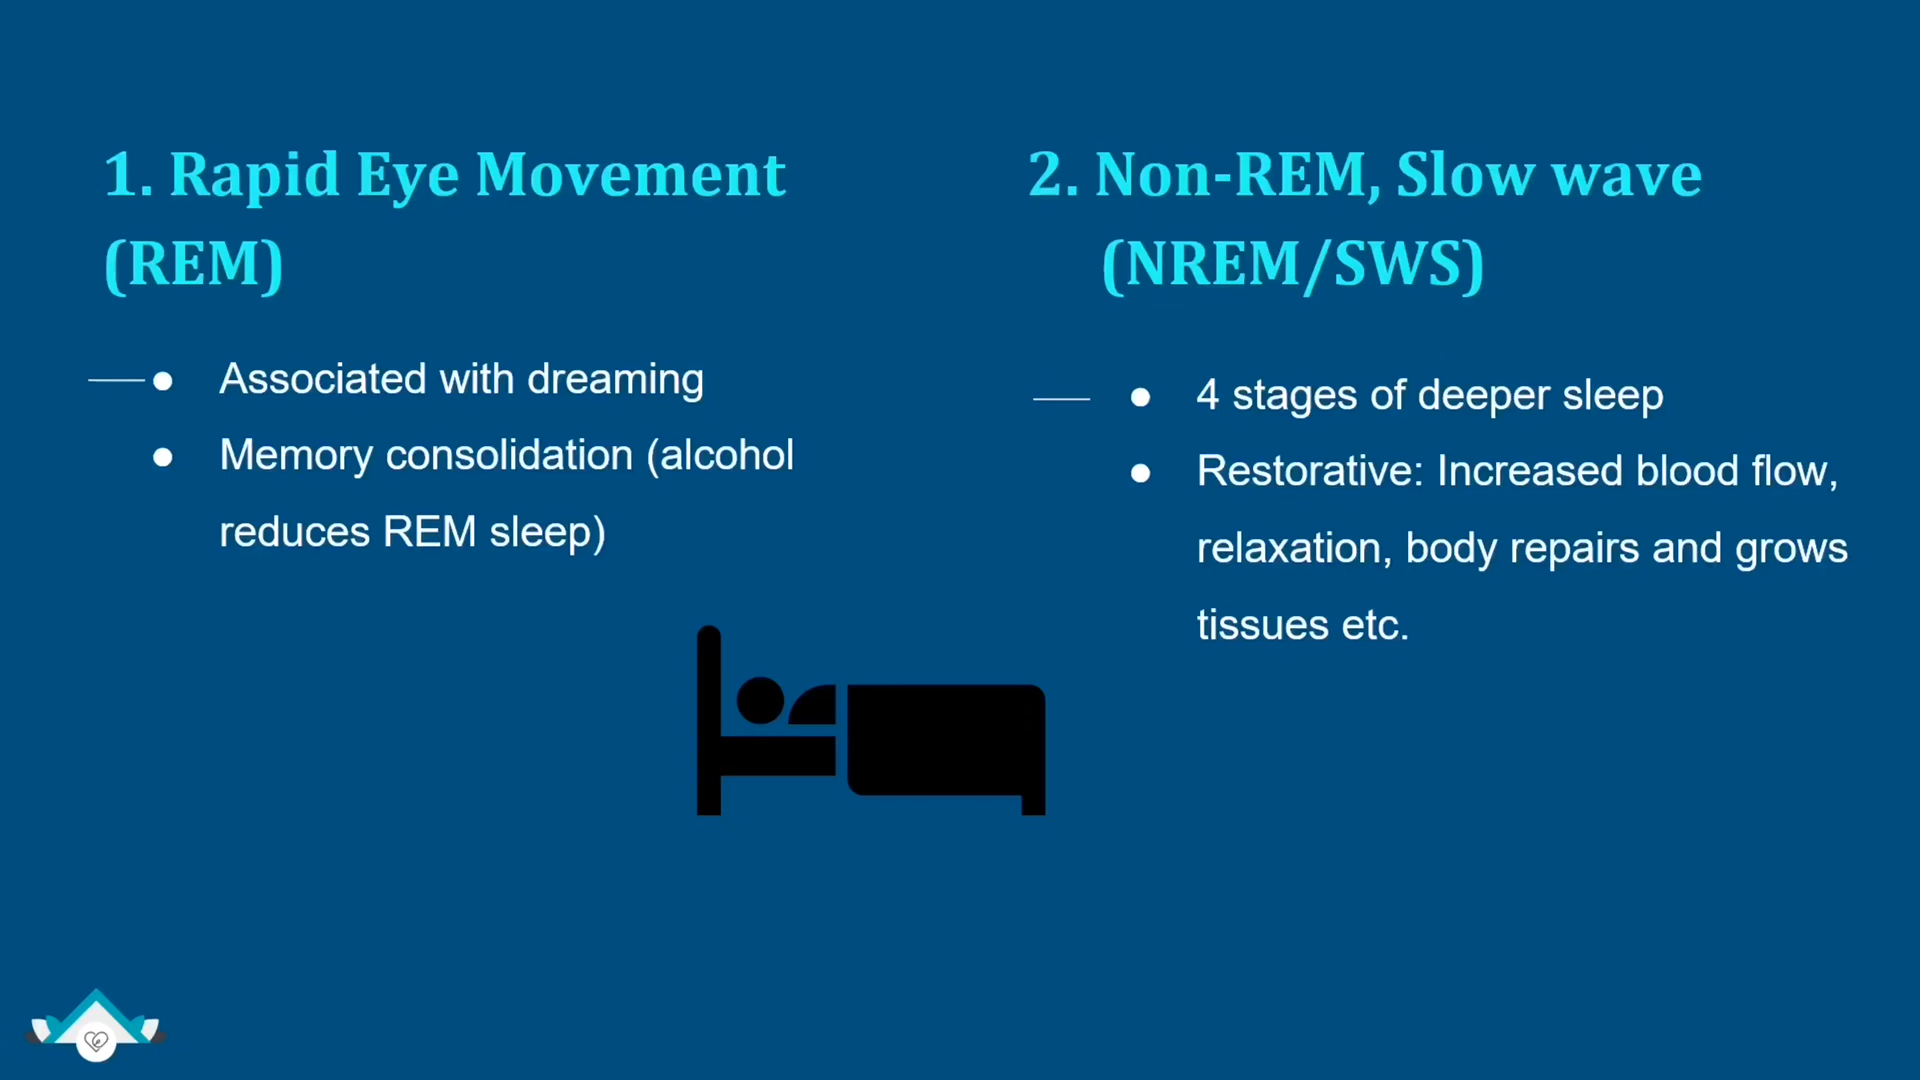 1. Rapid Eye Movement
(REM)
● Associated with dreaming
● Memory consolidation (alcohol
reduces REM sleep)
2. Non-REM, Slow wave
(NREM/SWS)
● 4 stages of deeper sleep
● Restorative: Increased blood flow,
relaxation, body repairs and grows
tissues etc.